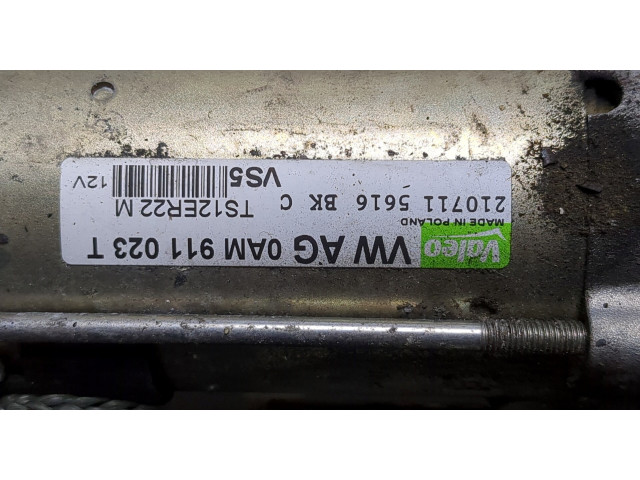 Valeo VW AG 0AM 911 023 T
MADE IN POLAND TS12ER22 M
210711 5616 BK C VS5 12V